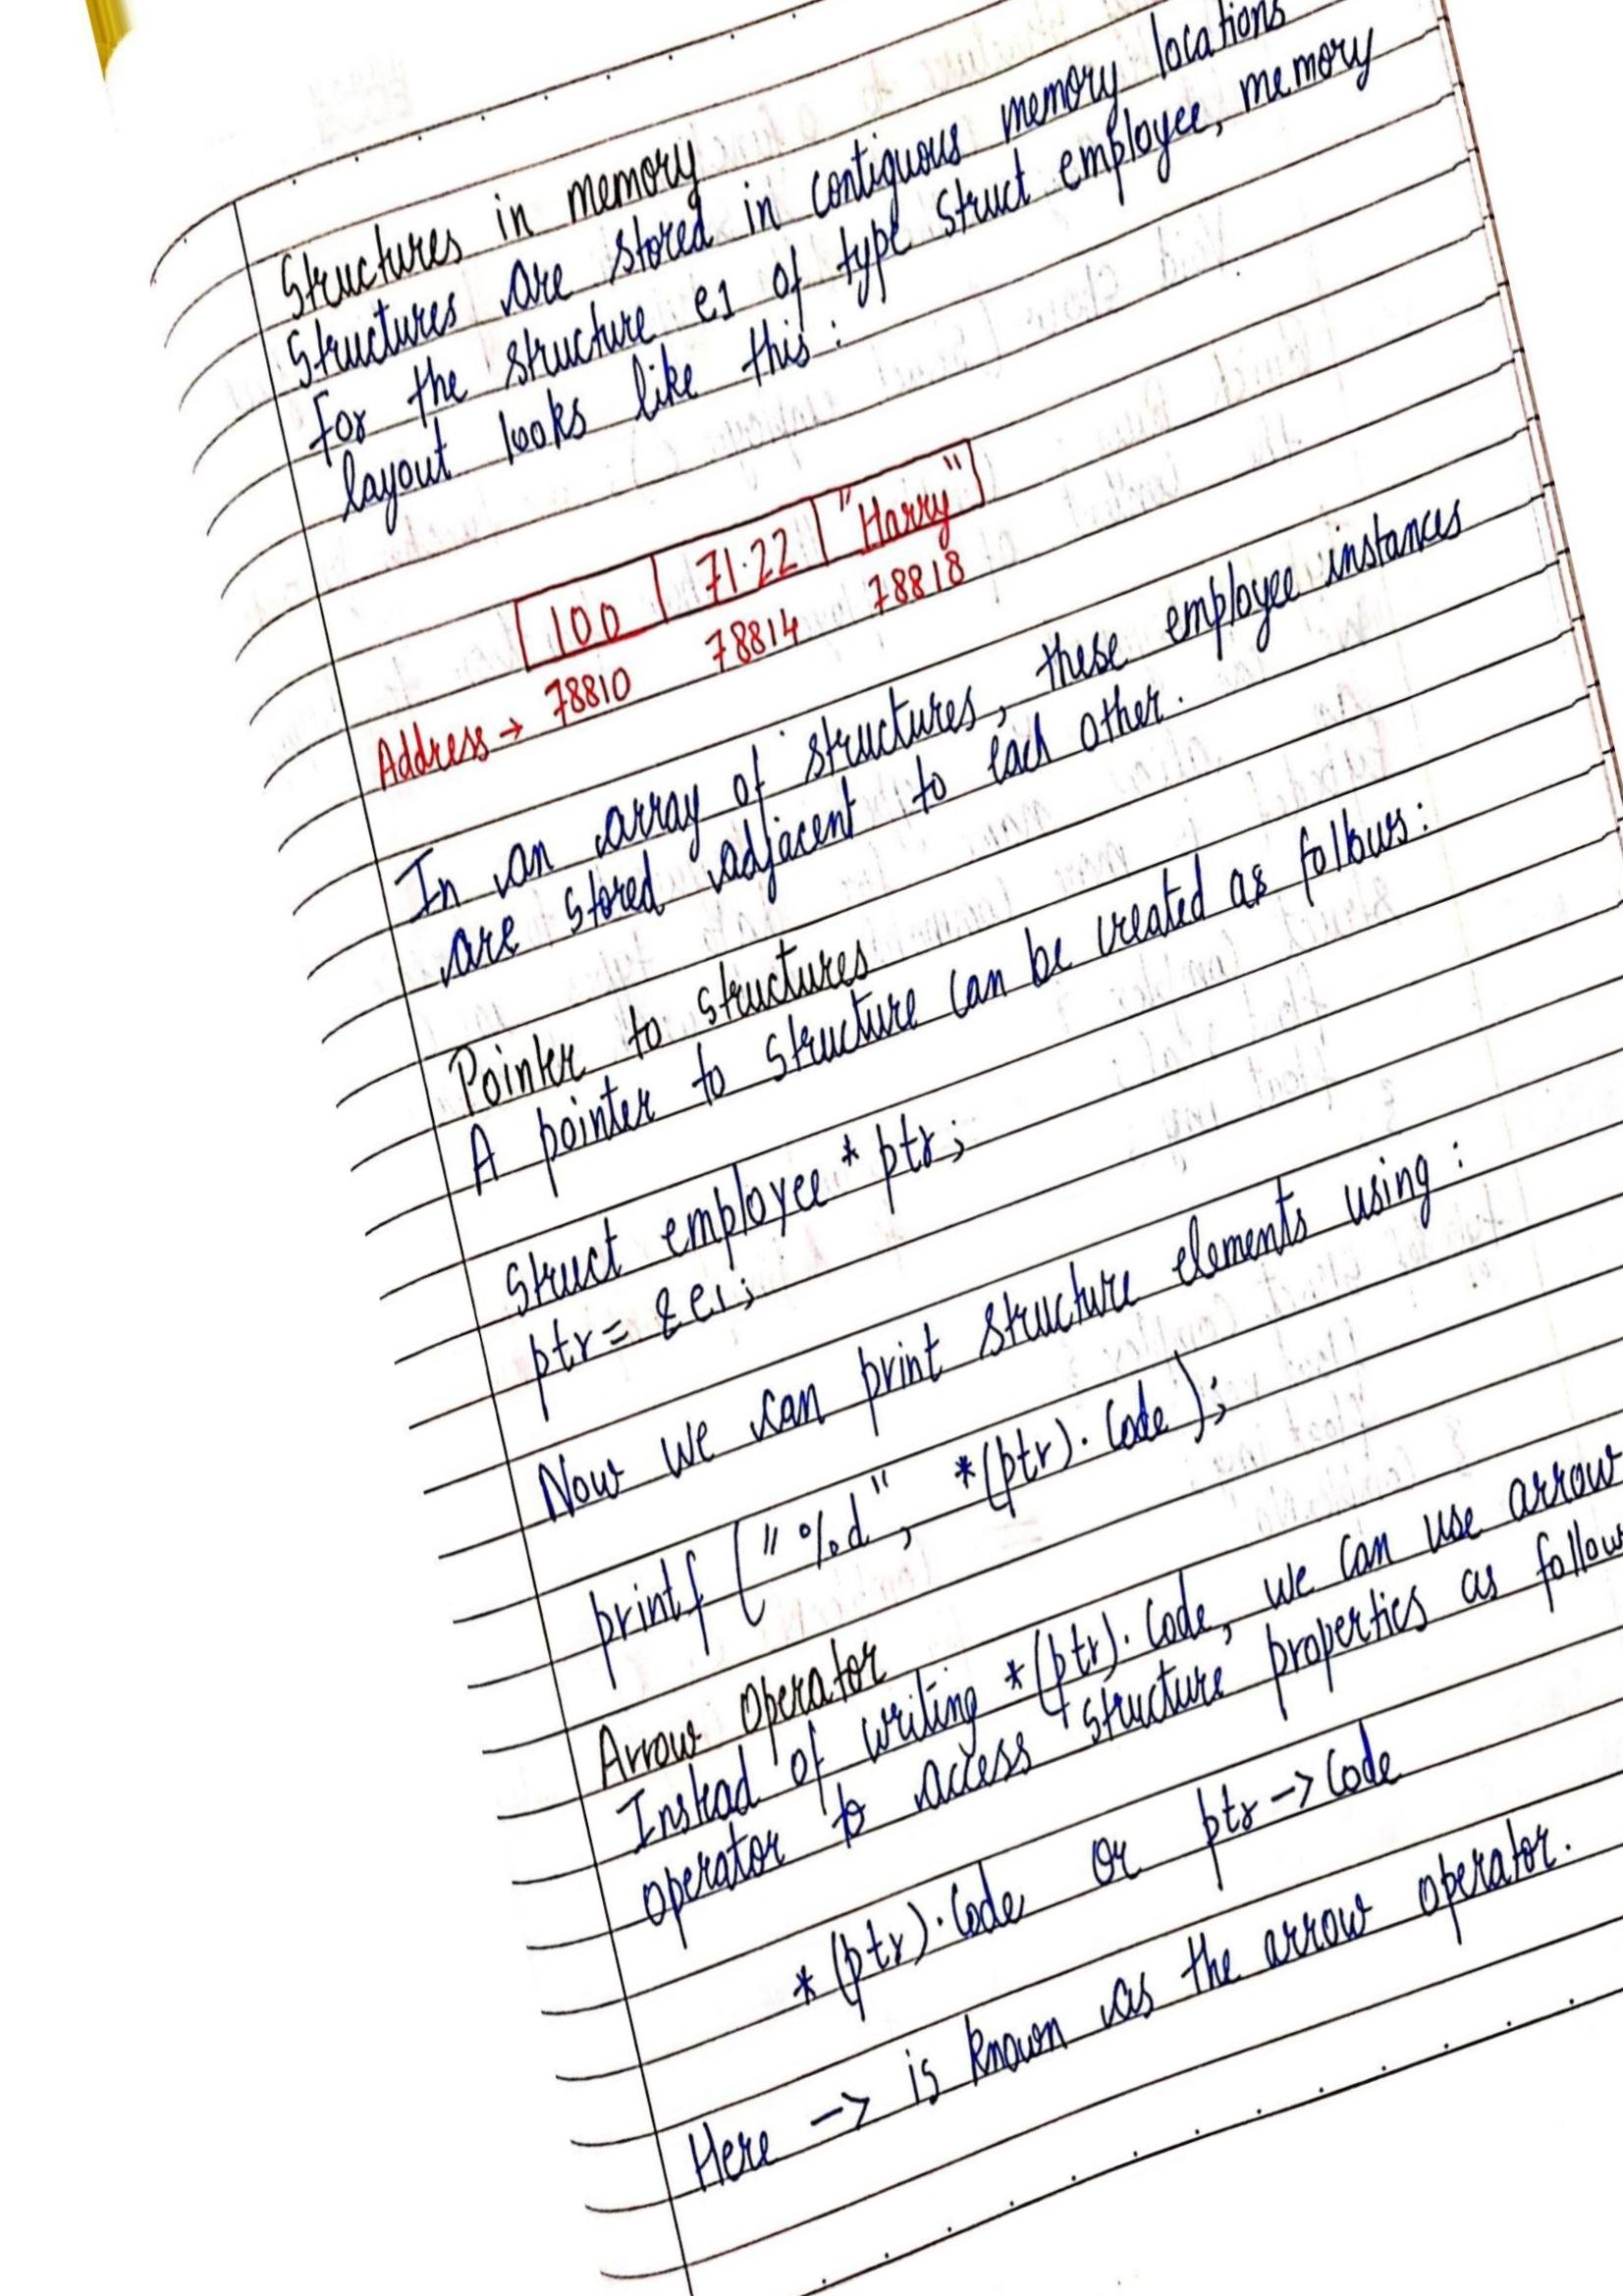 Structures in memory
Structures are stored in contiguous memory locations
For the structure e1 of type struct employee, memory
layout looks like this :
100 71.22 "Harry"
Address → 78810 78814 78818
In an array of structures, these employee instances
are stored adjacent to each other.
Pointer to structures
A pointer to structure can be created as follows:
Struct employee * ptr;
ptr = &e1;
Now we can print structure elements using :
printf ("%d", *(ptr).Code);
Arrow Operator
Instead of writing *(ptr).Code, we can use arrow
operator to access structure properties as follow
*(ptr).Code or ptr->Code
Here -> is known as the arrow operator.